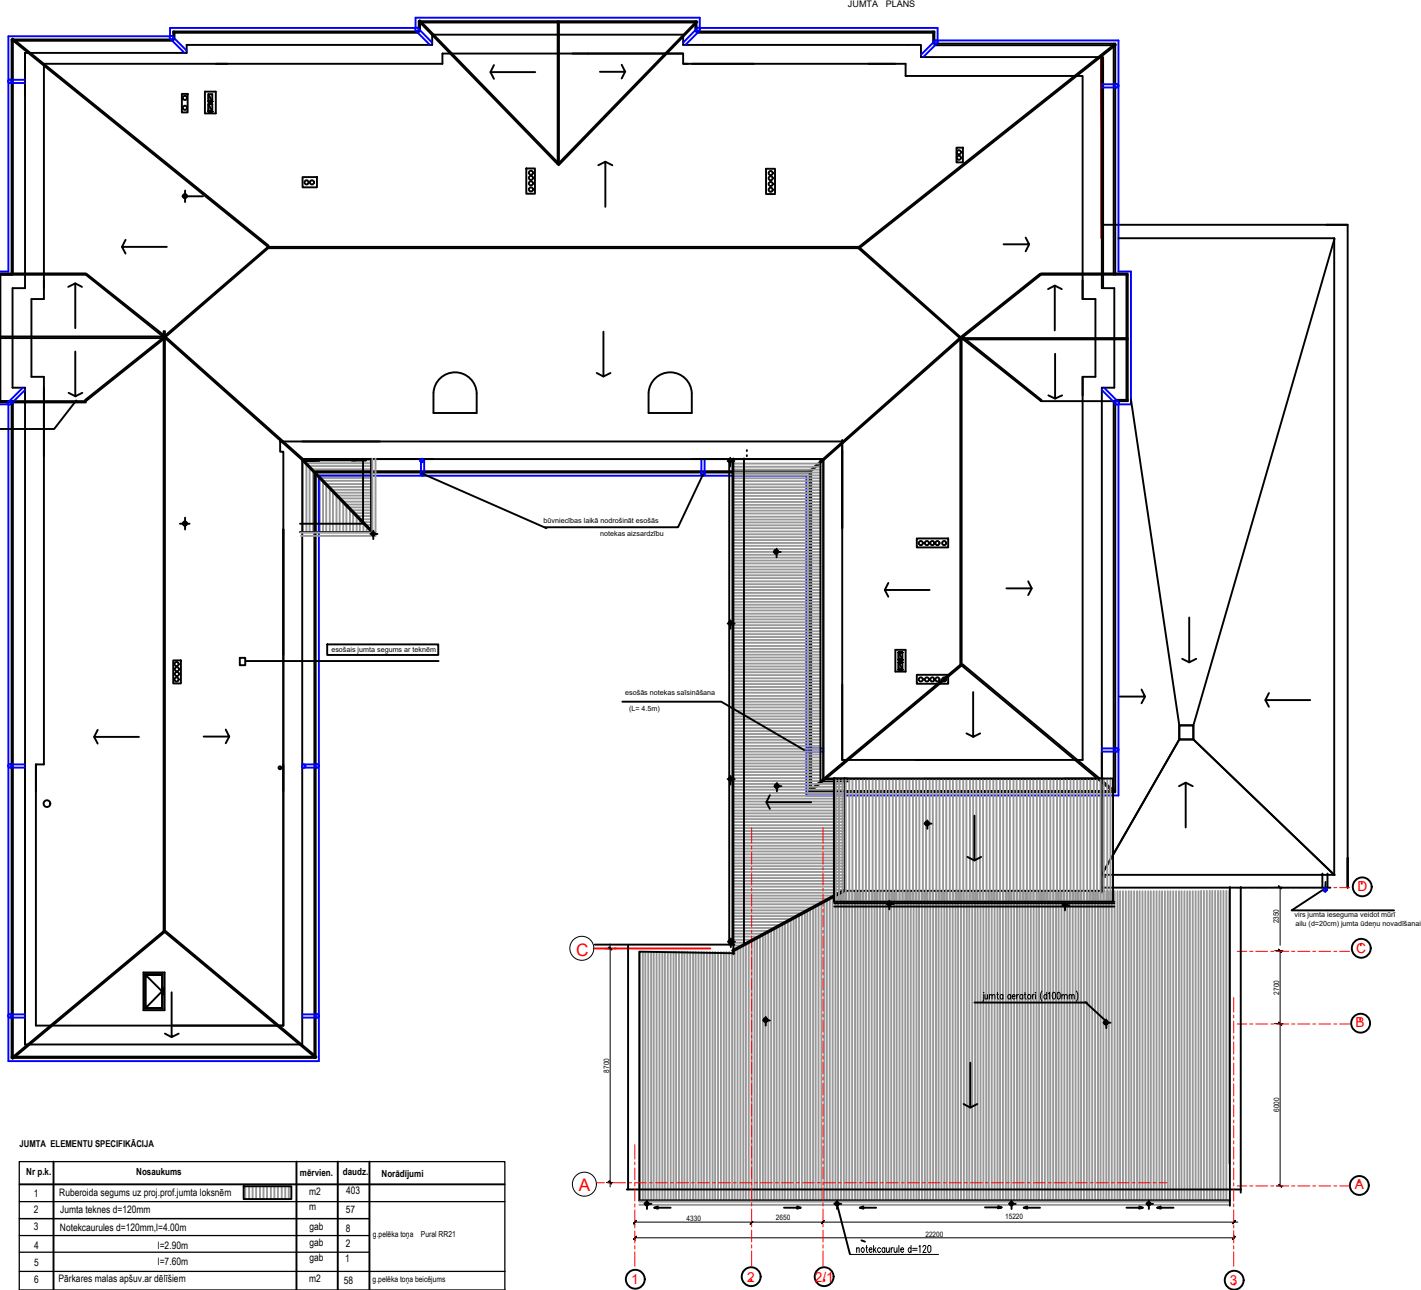 JUMTA PLANS
būvniecības laikā nodrošināt esošās
notekas aizsardzību
esošais jumta segums ar teknēm
esošās notekas saīsināšana
(L= 4.5m)
D
virs jumta ieseguma veidot mūrī
ailu (d=20cm) jumta ūdeņu novadīšanai
2350
C
C
2700
jumta aeratori (d100mm)
B
8700
6000
A
A
4330
2650
15220
22200
notekcaurule d=120
1
2
2/1
3
JUMTA ELEMENTU SPECIFIKĀCIJA
Nr p.k. Nosaukums mērvien. daudz. Norādījumi
1 Ruberoida segums uz proj.prof.jumta loksnēm m2 403
2 Jumta teknes d=120mm m 57
3 Notekcaurules d=120mm,l=4.00m gab 8
g.pelēka toņa Pural RR21
4 l=2.90m gab 2
5 l=7.60m gab 1
6 Pārkares malas apšuv.ar dēlīšiem m2 58 g.pelēka toņa beicējums